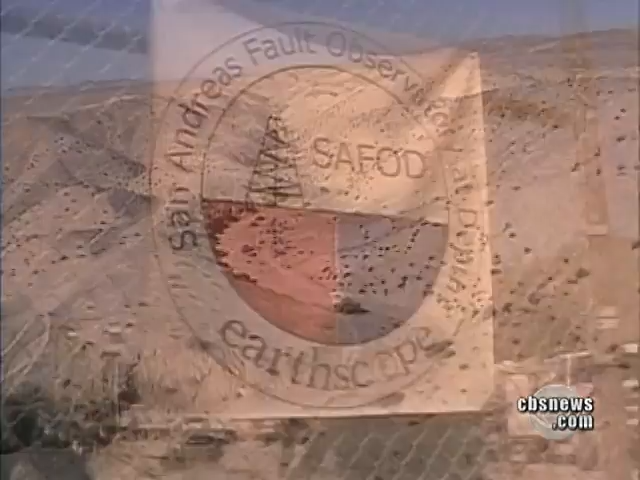 San Andreas Fault Observatory at Depth
SAFOD
earthscope
cbsnews
.com